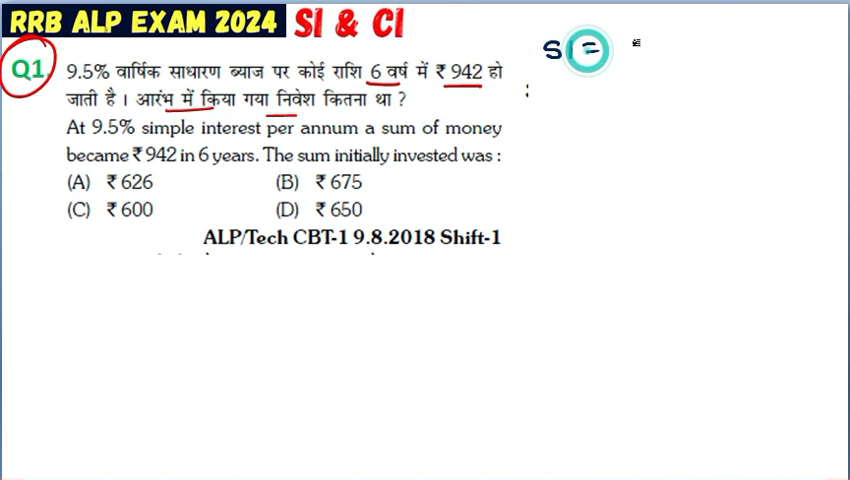 RRB ALP EXAM 2024 SI & CI
SI =
Q1. 9.5% वार्षिक साधारण ब्याज पर कोई राशि 6 वर्ष में ₹ 942 हो
जाती है । आरंभ में किया गया निवेश कितना था ?
At 9.5% simple interest per annum a sum of money
became ₹ 942 in 6 years. The sum initially invested was :
(A) ₹ 626 (B) ₹ 675
(C) ₹ 600 (D) ₹ 650
ALP/Tech CBT-1 9.8.2018 Shift-1